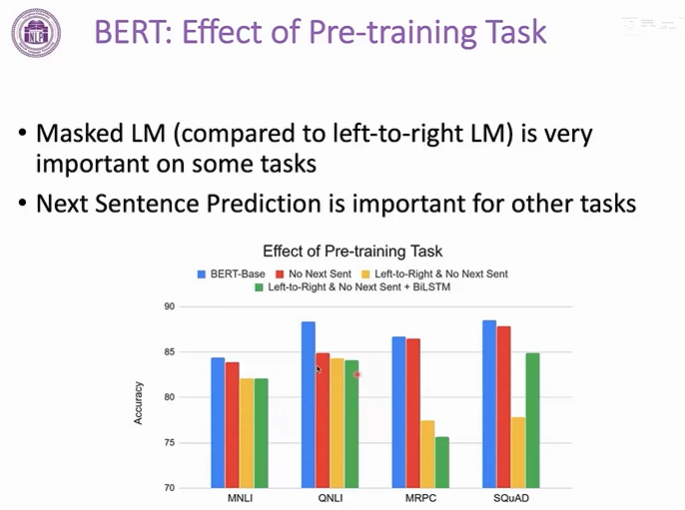 BERT: Effect of Pre-training Task
• Masked LM (compared to left-to-right LM) is very
important on some tasks
• Next Sentence Prediction is important for other tasks
Effect of Pre-training Task
BERT-Base No Next Sent Left-to-Right & No Next Sent
Left-to-Right & No Next Sent + BiLSTM
90
85
80
75
70
Accuracy
MNLI QNLI MRPC SQuAD